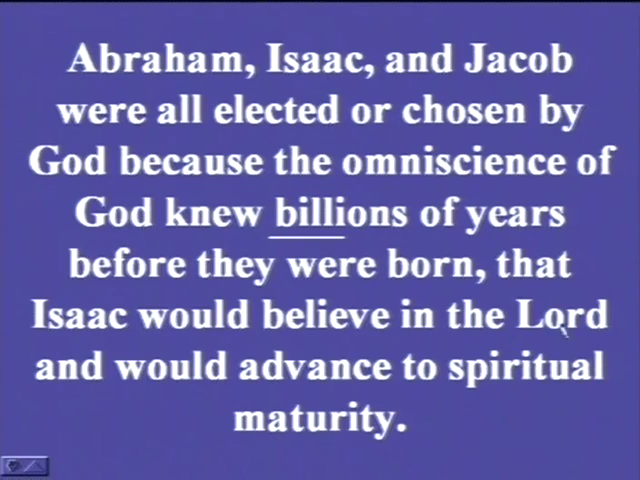 Abraham, Isaac, and Jacob
were all elected or chosen by
God because the omniscience of
God knew billions of years
before they were born, that
Isaac would believe in the Lord
and would advance to spiritual
maturity.